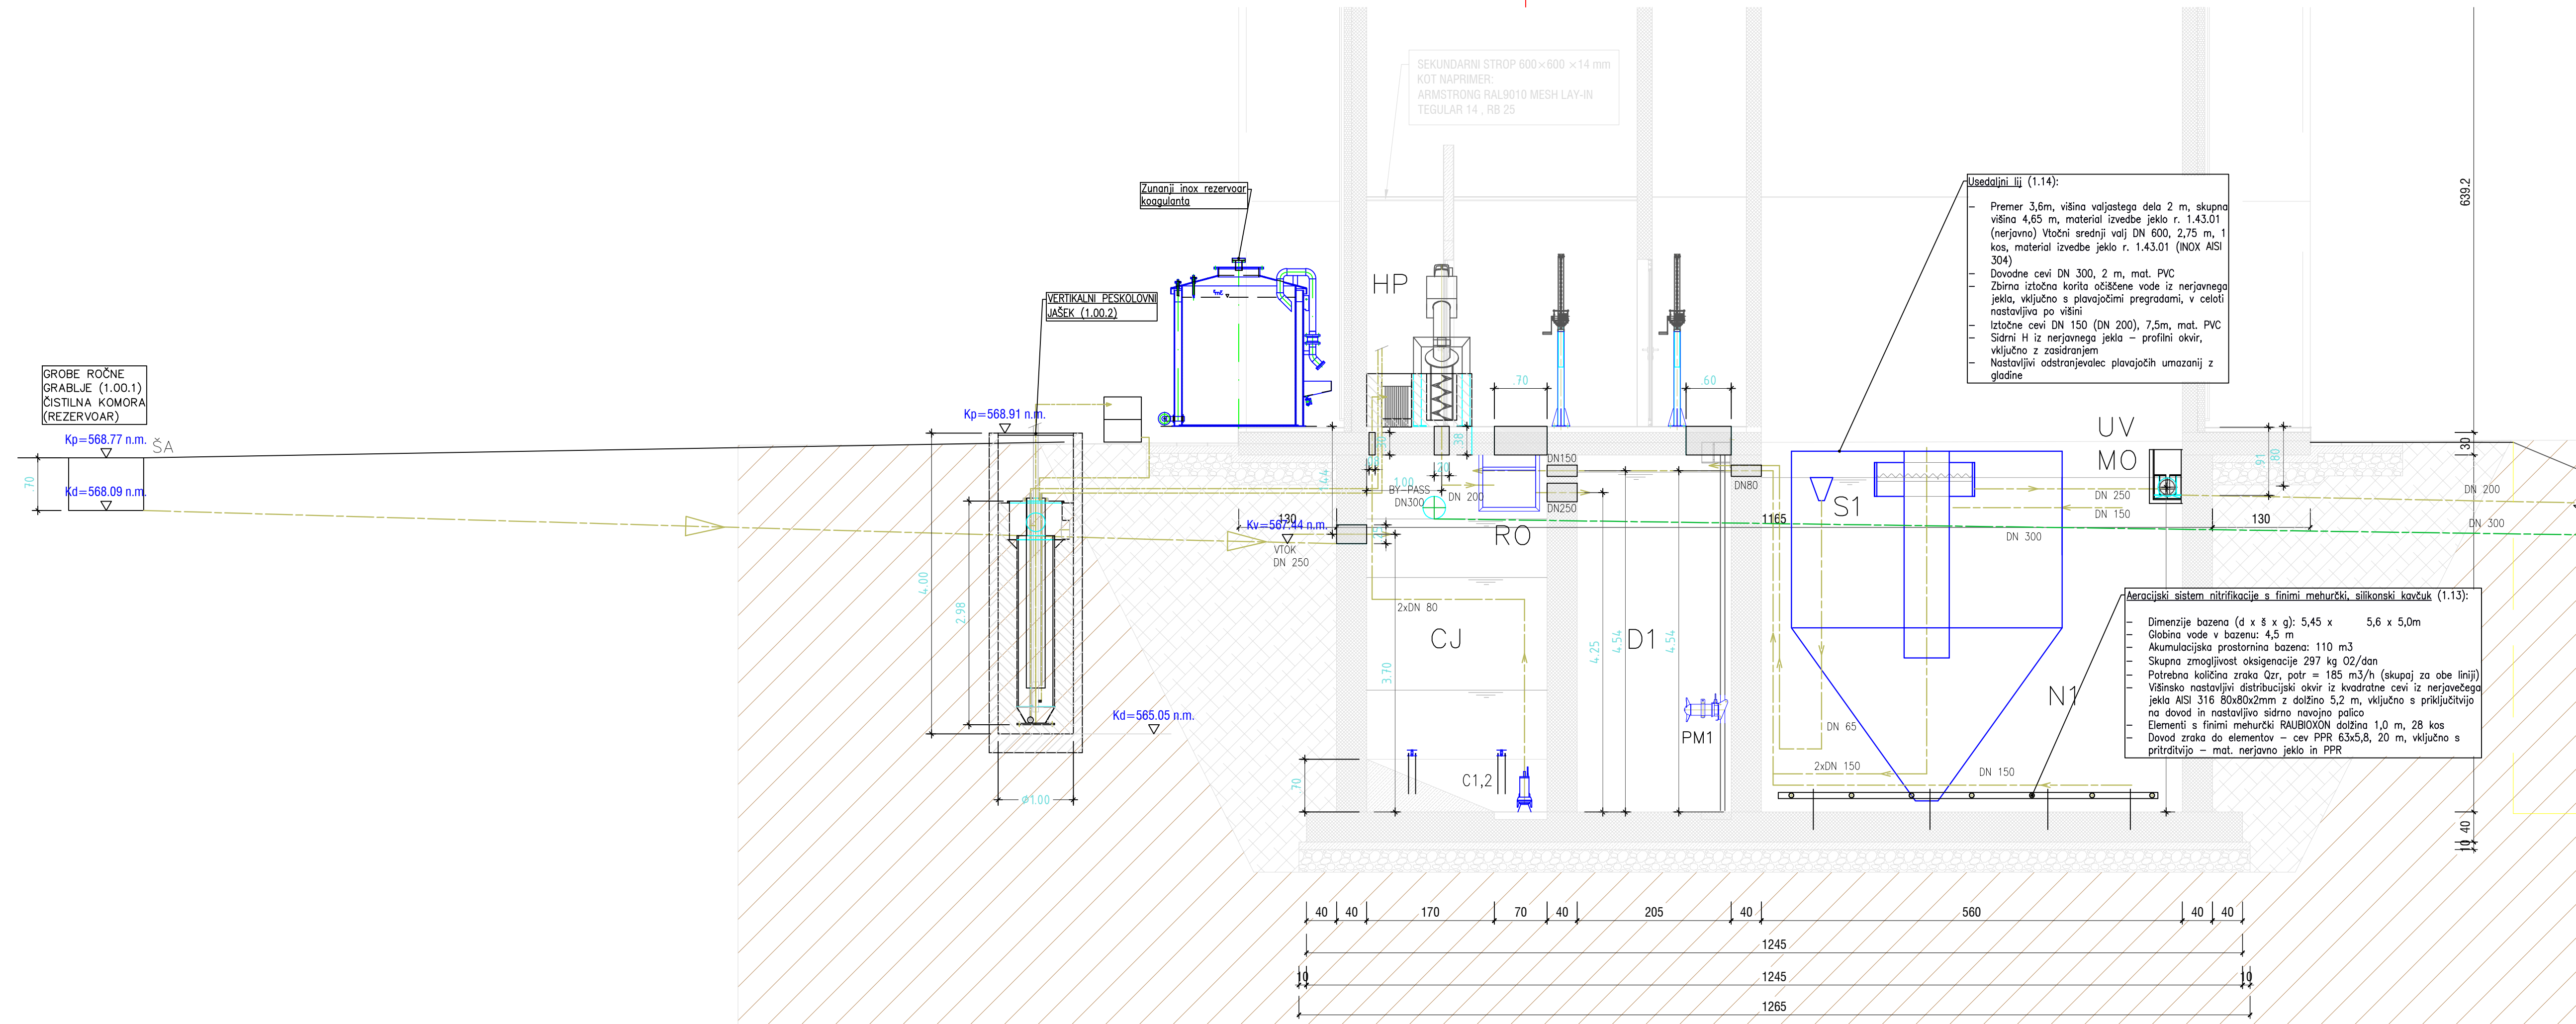 SEKUNDARNI STROP 600×600 ×14 mm
KOT NAPRIMER:
ARMSTRONG RAL9010 MESH LAY-IN
TEGULAR 14 , RB 25
Zunanji inox rezervoar
koagulanta
VERTIKALNI PESKOLOVNI
JAŠEK (1.00.2)
GROBE ROČNE
GRABLJE (1.00.1)
ČISTILNA KOMORA
(REZERVOAR)
Usedaljni lij (1.14):
– Premer 3,6m, višina valjastega dela 2 m, skupna
višina 4,65 m, material izvedbe jeklo r. 1.43.01
(nerjavno) Vtočni srednji valj DN 600, 2,75 m, 1
kos, material izvedbe jeklo r. 1.43.01 (INOX AISI
304)
– Dovodne cevi DN 300, 2 m, mat. PVC
– Zbirna iztočna korita očiščene vode iz nerjavnega
jekla, vključno s plavajočimi pregradami, v celoti
nastavljiva po višini
– Iztočne cevi DN 150 (DN 200), 7,5m, mat. PVC
– Sidrni H iz nerjavnega jekla – profilni okvir,
vključno z zasidranjem
– Nastavljivi odstranjevalec plavajočih umazanij z
gladine
639.2
HP
.70
.60
Kp=568.77 n.m.
ŠA
Kp=568.91 n.m.
.70
Kd=568.09 n.m.
UV
MO
30
.91
.80
.30
.38
.20
1.44
1.00
BY-PASS
DN300
DN 200
DN150
DN250
DN80
S1
DN 250
DN 150
DN 200
DN 300
130
Kv=567.44 n.m.
VTOK
DN 250
RO
1165
DN 300
130
4.00
2.98
2xDN 80
CJ
D1
3.70
4.25
4.54
4.54
N1
Aeracijski sistem nitrifikacije s finimi mehurčki, silikonski kavčuk (1.13):
– Dimenzije bazena (d x š x g): 5,45 x 5,6 x 5,0m
– Globina vode v bazenu: 4,5 m
– Akumulacijska prostornina bazena: 110 m3
– Skupna zmogljivost oksigenacije 297 kg O2/dan
– Potrebna količina zraka Qzr, potr = 185 m3/h (skupaj za obe liniji)
– Višinsko nastavljivi distribucijski okvir iz kvadratne cevi iz nerjavečega
jekla AISI 316 80x80x2mm z dolžino 5,2 m, vključno s priključitvijo
na dovod in nastavljivo sidrno navojno palico
– Elementi s finimi mehurčki RAUBIOXON dolžina 1,0 m, 28 kos
– Dovod zraka do elementov – cev PPR 63x5,8, 20 m, vključno s
pritrditvijo – mat. nerjavno jeklo in PPR
Kd=565.05 n.m.
PM1
DN 65
2xDN 150
DN 150
C1,2
.70
ø1.00
40
10
40 40 170 70 40 205 40 560 40 40
1245
10 1245 10
1265